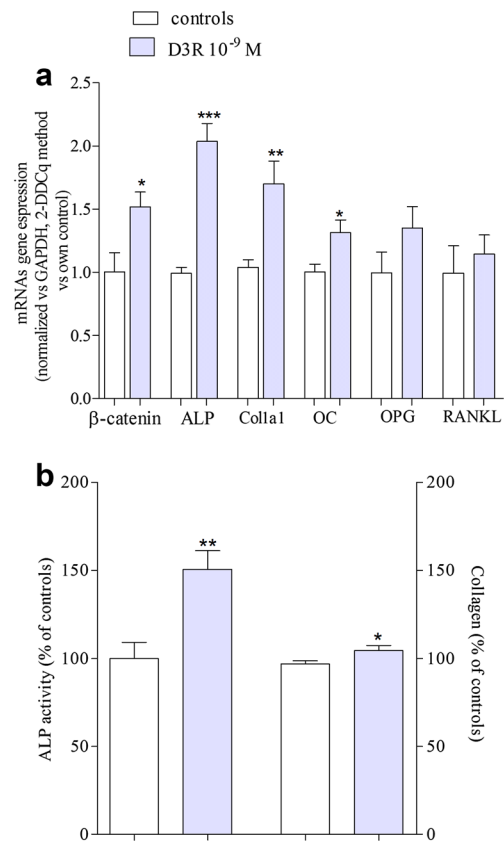 controls
D3R 10⁻⁹ M
a
mRNAs gene espression
(normalized vs GAPDH, 2-DDCq method
vs own control)
2.5
2.0
1.5
1.0
0.5
0.0
*
***
**
*
β-catenin ALP Col1a1 OC OPG RANKL
b
ALP activity (% of controls)
200
150
100
50
0
**
*
200
150
100
50
0
Collagen (% of
controls)